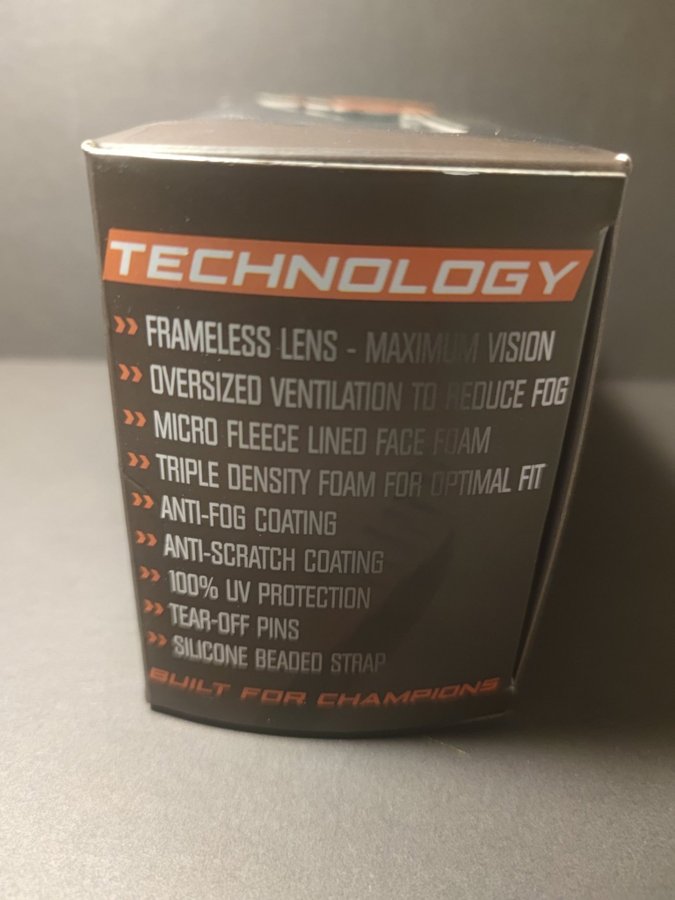 TECHNOLOGY
» FRAMELESS LENS - MAXIMUM VISION
» OVERSIZED VENTILATION TO REDUCE FOG
» MICRO FLEECE LINED FACE FOAM
» TRIPLE DENSITY FOAM FOR OPTIMAL FIT
» ANTI-FOG COATING
» ANTI-SCRATCH COATING
» 100% UV PROTECTION
» TEAR-OFF PINS
» SILICONE BEADED STRAP
BUILT FOR CHAMPIONS